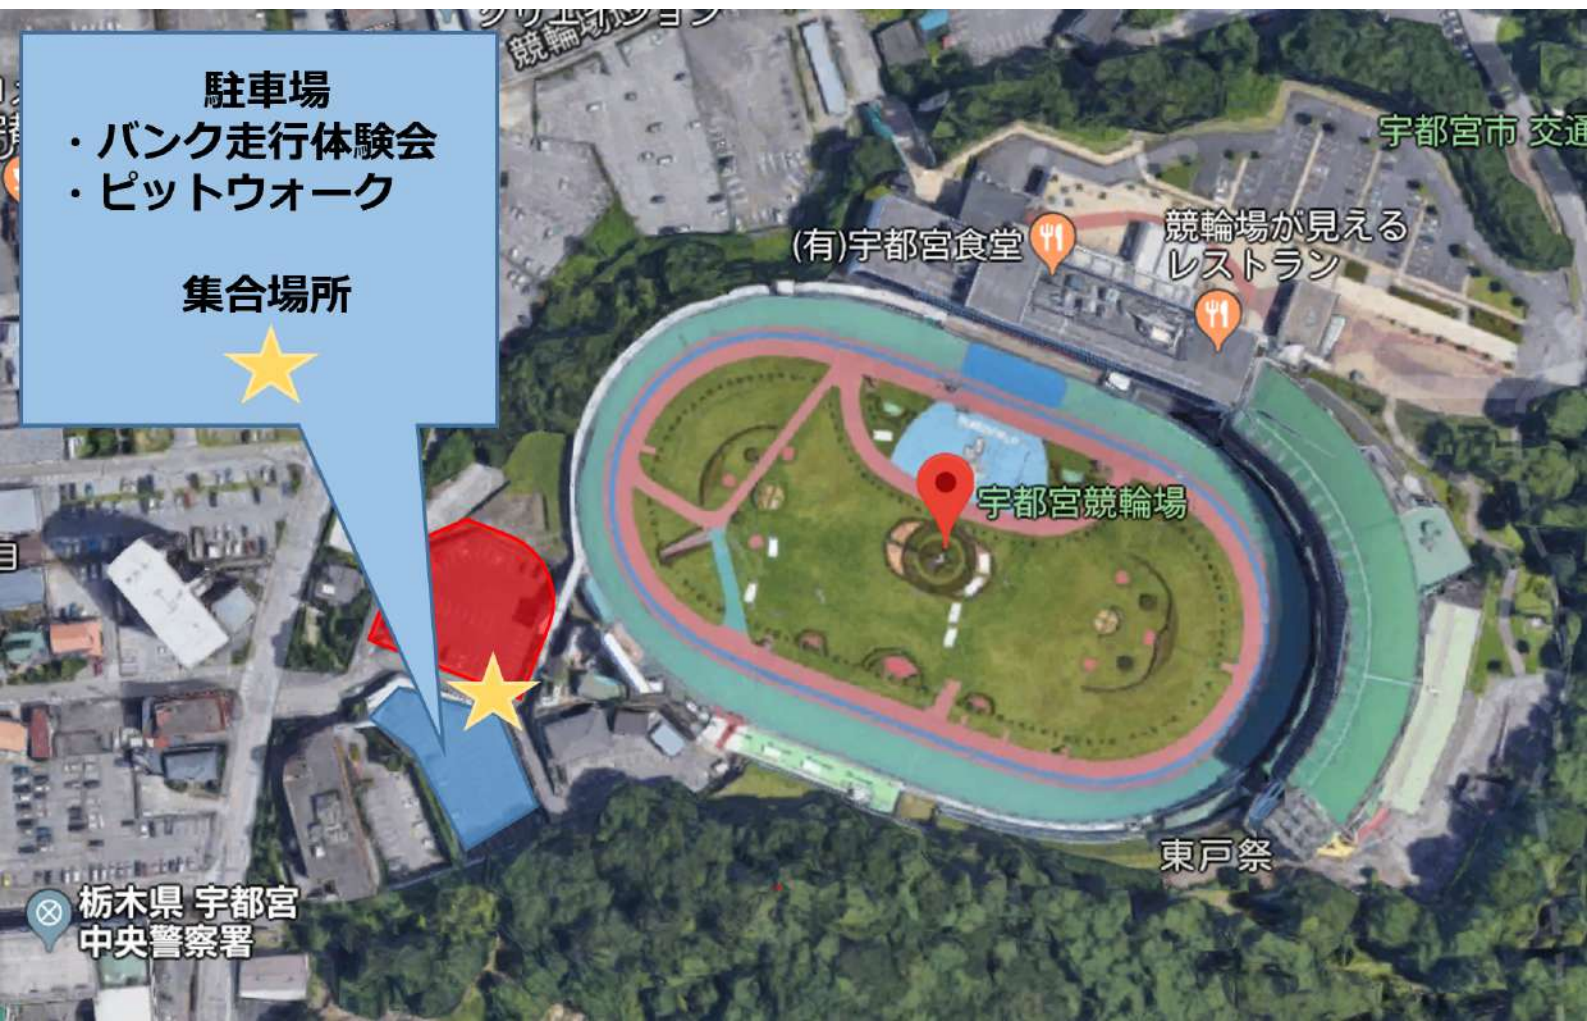 競輪場
駐車場
・バンク走行体験会
・ピットウォーク
集合場所
宇都宮市 交通
(有)宇都宮食堂
競輪場が見える
レストラン
宇都宮競輪場
目
東戸祭
栃木県 宇都宮
中央警察署